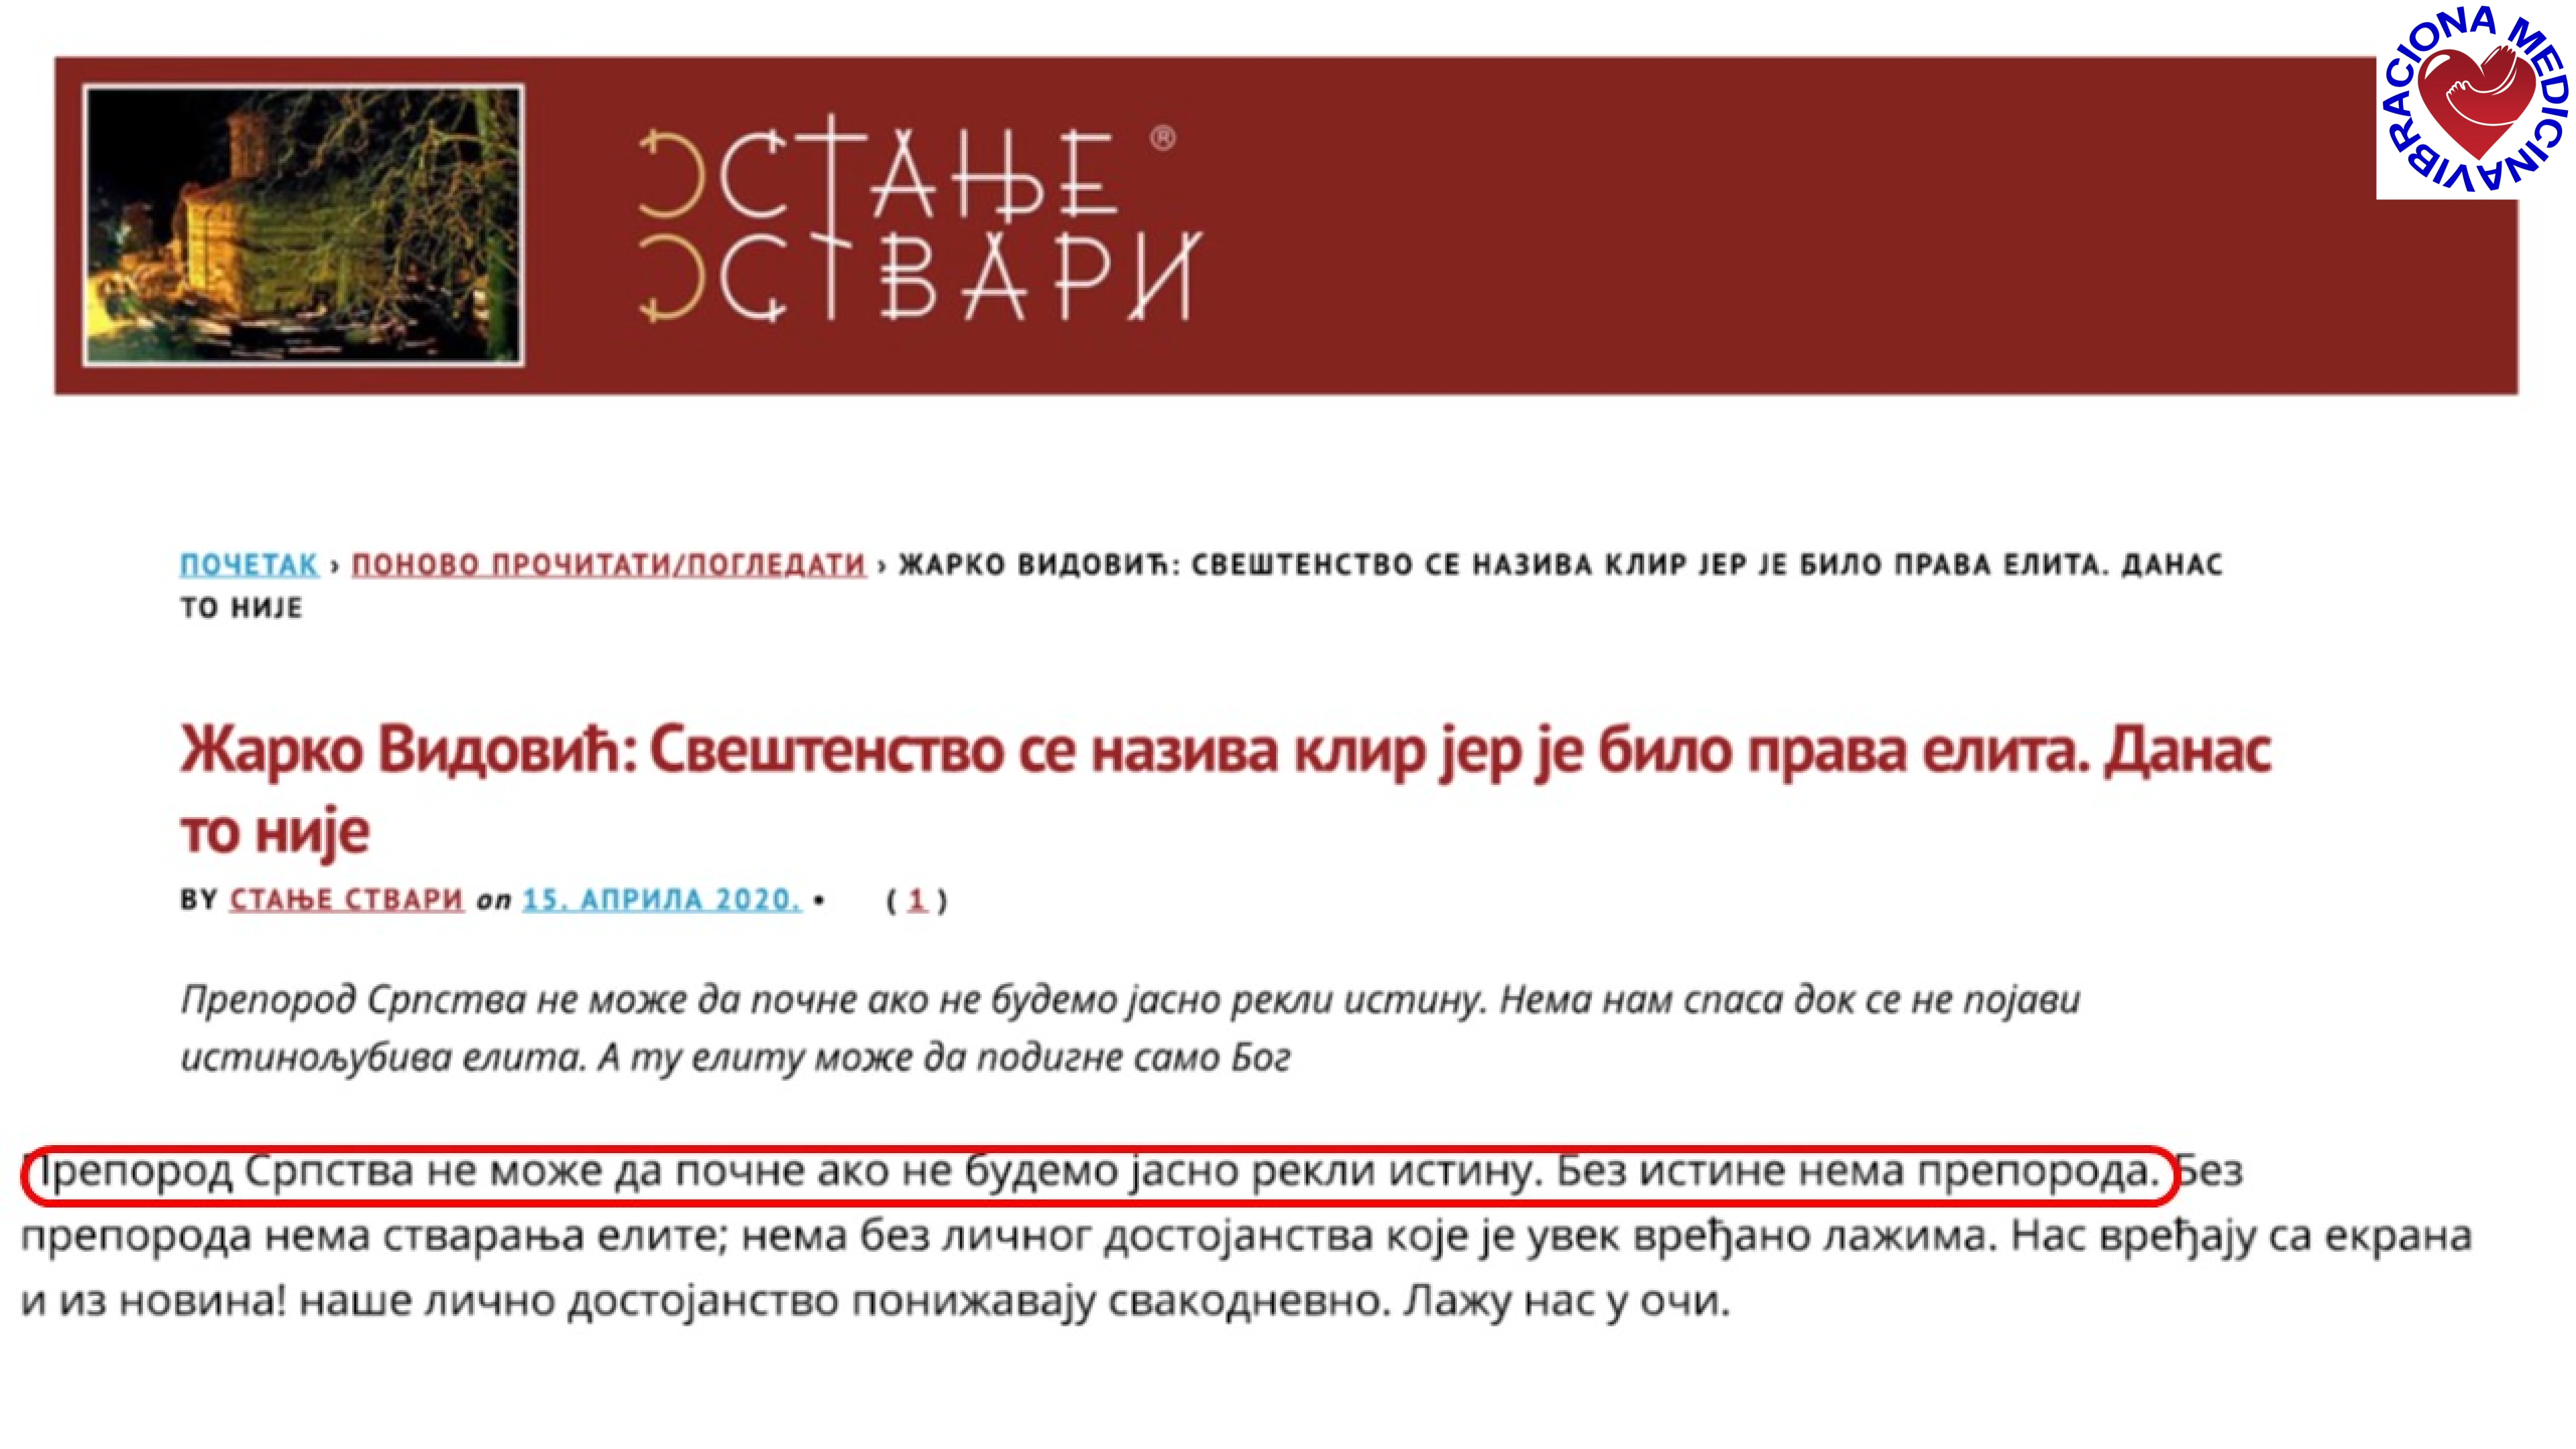 VIBRACIONA MEDICINA
СТАЊЕ ®
СТВАРИ
ПОЧЕТАК › ПОНОВО ПРОЧИТАТИ/ПОГЛЕДАТИ › ЖАРКО ВИДОВИЋ: СВЕШТЕНСТВО СЕ НАЗИВА КЛИР ЈЕР ЈЕ БИЛО ПРАВА ЕЛИТА. ДАНАС
ТО НИЈЕ
Жарко Видовић: Свештенство се назива клир јер је било права елита. Данас
то није
BY СТАЊЕ СТВАРИ on 15. АПРИЛА 2020. • ( 1 )
Препород Српства не може да почне ако не будемо јасно рекли истину. Нема нам спаса док се не појави
истинољубива елита. А ту елиту може да подигне само Бог
Препород Српства не може да почне ако не будемо јасно рекли истину. Без истине нема препорода. Без
препорода нема стварања елите; нема без личног достојанства које је увек вређано лажима. Нас вређају са екрана
и из новина! наше лично достојанство понижавају свакодневно. Лажу нас у очи.